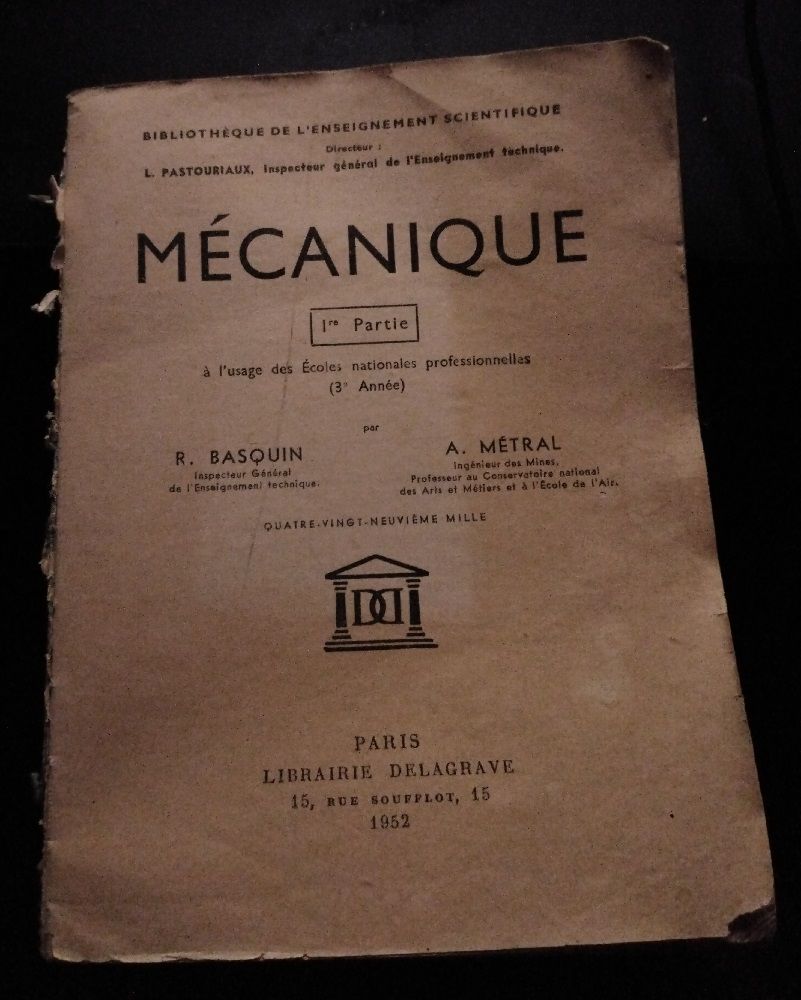 BIBLIOTHÈQUE DE L'ENSEIGNEMENT SCIENTIFIQUE
Directeur :
L. PASTOURIAUX, Inspecteur général de l'Enseignement technique.
MÉCANIQUE
Iʳᵉ Partie
à l'usage des Écoles nationales professionnelles
(3ᵉ Année)
par
R. BASQUIN
Inspecteur Général
de l'Enseignement technique.
A. MÉTRAL
Ingénieur des Mines,
Professeur au Conservatoire national
des Arts et Métiers et à l'École de l'Air.
QUATRE-VINGT-NEUVIÈME MILLE
DD
PARIS
LIBRAIRIE DELAGRAVE
15, RUE SOUFFLOT, 15
1952